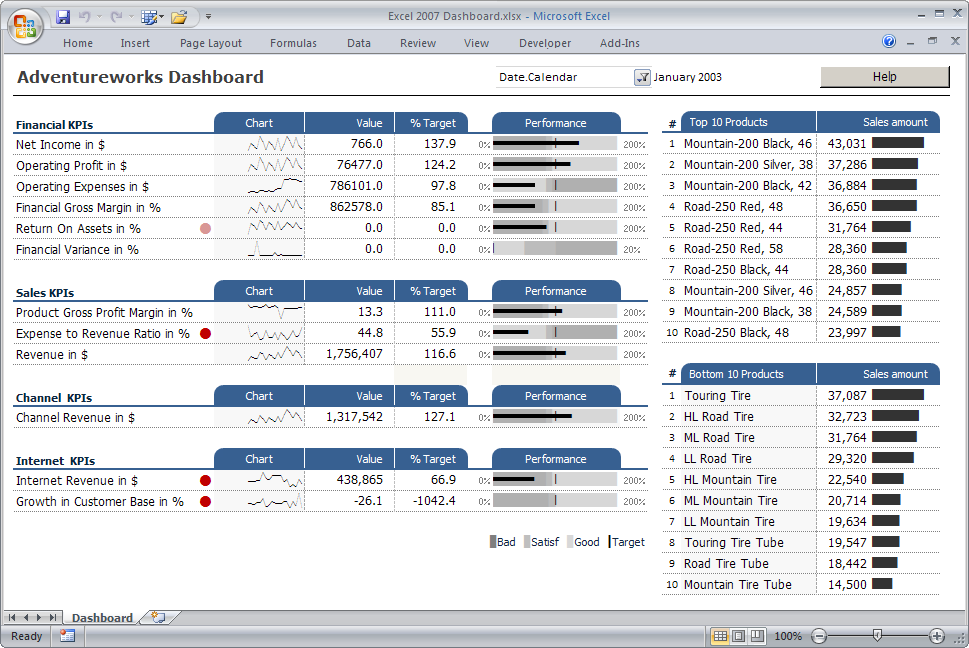 Excel 2007 Dashboard.xlsx - Microsoft Excel
Home Insert Page Layout Formulas Data Review View Developer Add-Ins
Adventureworks Dashboard
Date.Calendar January 2003
Help
Financial KPIs Chart Value % Target Performance
Net Income in $ 766.0 137.9 0% 200%
Operating Profit in $ 76477.0 124.2 0% 200%
Operating Expenses in $ 786101.0 97.8 0% 200%
Financial Gross Margin in % 862578.0 85.1 0% 200%
Return On Assets in % 0.0 0.0 0% 200%
Financial Variance in % 0.0 0.0 0% 20%
Sales KPIs Chart Value % Target Performance
Product Gross Profit Margin in % 13.3 111.0 0% 200%
Expense to Revenue Ratio in % 44.8 55.9 0% 200%
Revenue in $ 1,756,407 116.6 0% 200%
Channel KPIs Chart Value % Target Performance
Channel Revenue in $ 1,317,542 127.1 0% 200%
Internet KPIs Chart Value % Target Performance
Internet Revenue in $ 438,865 66.9 0% 200%
Growth in Customer Base in % -26.1 -1042.4 0% 200%
Bad Satisf Good Target
# Top 10 Products Sales amount
1 Mountain-200 Black, 46 43,031
2 Mountain-200 Silver, 38 37,286
3 Mountain-200 Black, 42 36,884
4 Road-250 Red, 48 36,650
5 Road-250 Red, 44 31,764
6 Road-250 Red, 58 28,360
7 Road-250 Black, 44 28,360
8 Mountain-200 Silver, 46 24,857
9 Mountain-200 Black, 38 24,589
10 Road-250 Black, 48 23,997
# Bottom 10 Products Sales amount
1 Touring Tire 37,087
2 HL Road Tire 32,723
3 ML Road Tire 31,764
4 LL Road Tire 29,320
5 HL Mountain Tire 22,540
6 ML Mountain Tire 20,714
7 LL Mountain Tire 19,634
8 Touring Tire Tube 19,547
9 Road Tire Tube 18,442
10 Mountain Tire Tube 14,500
Dashboard
Ready 100%